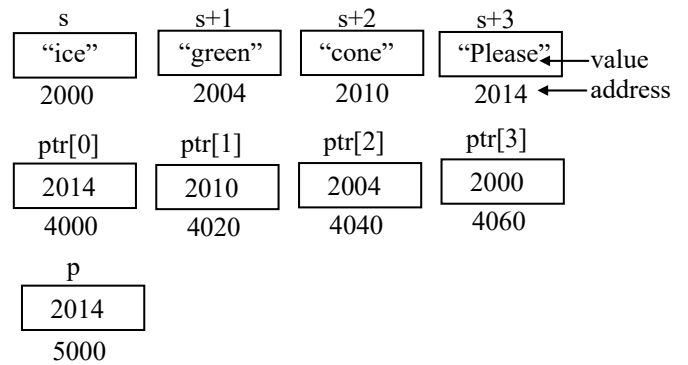 s s+1 s+2 s+3
“ice” “green” “cone” “Please” value
2000 2004 2010 2014 address
ptr[0] ptr[1] ptr[2] ptr[3]
2014 2010 2004 2000
4000 4020 4040 4060
p
2014
5000